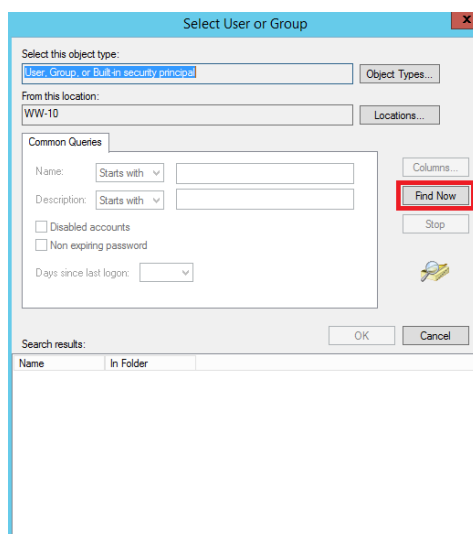 Select User or Group
x
Select this object type:
User, Group, or Built-in security principal
Object Types...
From this location:
WW-10
Locations...
Common Queries
Name: Starts with
Columns...
Description: Starts with
Find Now
Disabled accounts
Stop
Non expiring password
Days since last logon:
OK Cancel
Search results:
Name In Folder